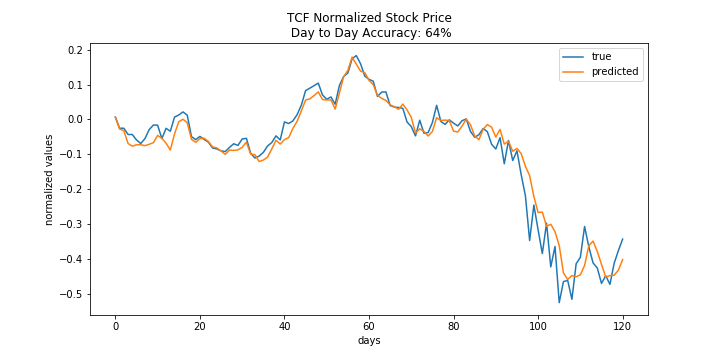 TCF Normalized Stock Price
Day to Day Accuracy: 64%
true
predicted
normalized values
0.2
0.1
0.0
−0.1
−0.2
−0.3
−0.4
−0.5
0 20 40 60 80 100 120
days